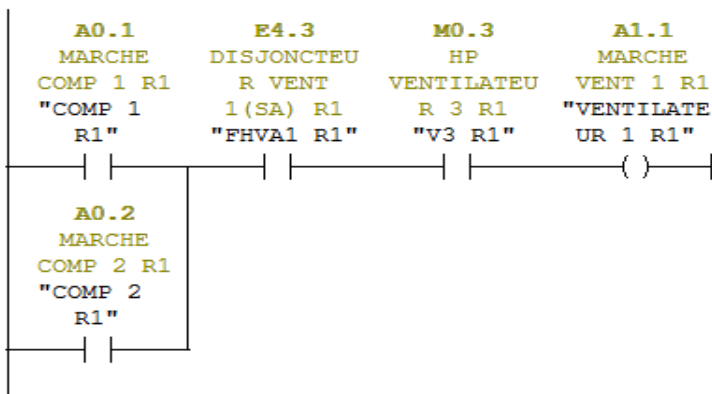 A0.1
MARCHE
COMP 1 R1
"COMP 1
R1"
E4.3
DISJONCTEU
R VENT
1(SA) R1
"FHVA1 R1"
M0.3
HP
VENTILATEU
R 3 R1
"V3 R1"
A1.1
MARCHE
VENT 1 R1
"VENTILATE
UR 1 R1"
A0.2
MARCHE
COMP 2 R1
"COMP 2
R1"